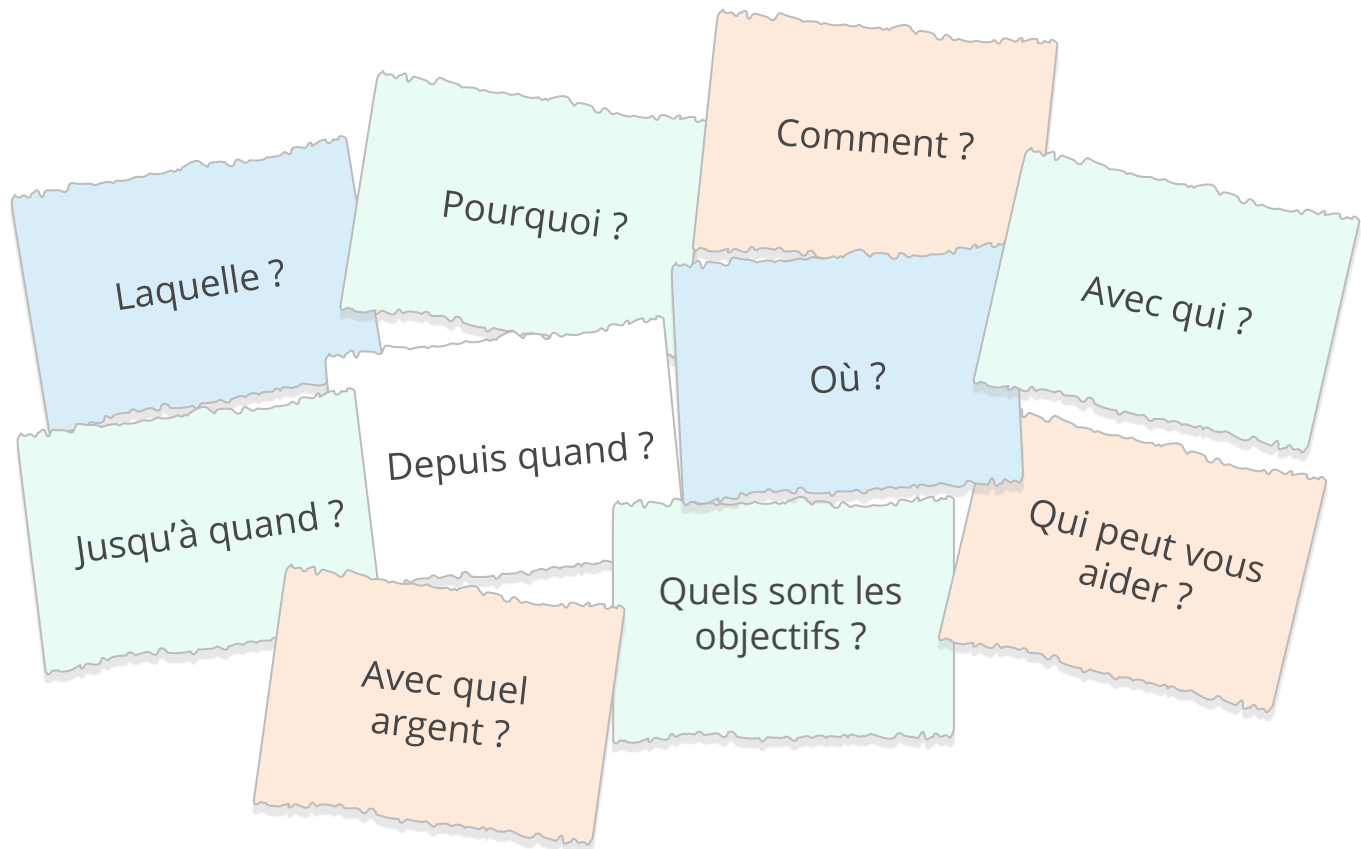 Comment ?
Pourquoi ?
Laquelle ?
Avec qui ?
Où ?
Depuis quand ?
Jusqu’à quand ?
Qui peut vous
aider ?
Quels sont les
objectifs ?
Avec quel
argent ?